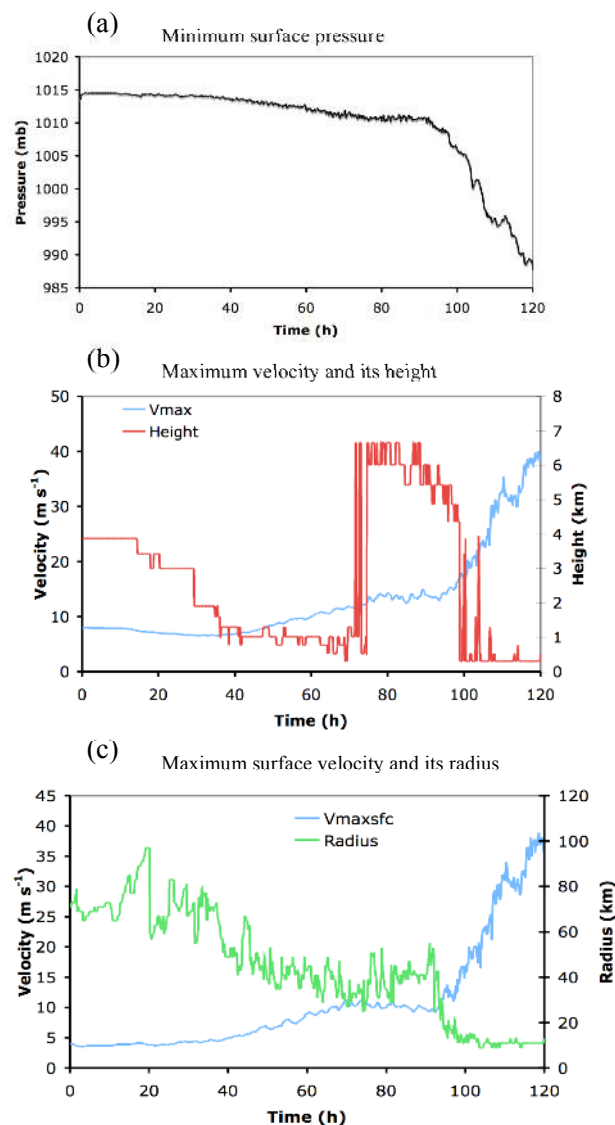 (a)
Minimum surface pressure
1020
1015
1010
1005
1000
995
990
985
Pressure (mb)
0 20 40 60 80 100 120
Time (h)
(b)
Maximum velocity and its height
50
40
30
20
10
0
Velocity (m s⁻¹)
Vmax
Height
8
7
6
5
4
3
2
1
0
Height (km)
0 20 40 60 80 100 120
Time (h)
(c)
Maximum surface velocity and its radius
45
40
35
30
25
20
15
10
5
0
Velocity (m s⁻¹)
Vmaxsfc
Radius
120
100
80
60
40
20
0
Radius (km)
0 20 40 60 80 100 120
Time (h)